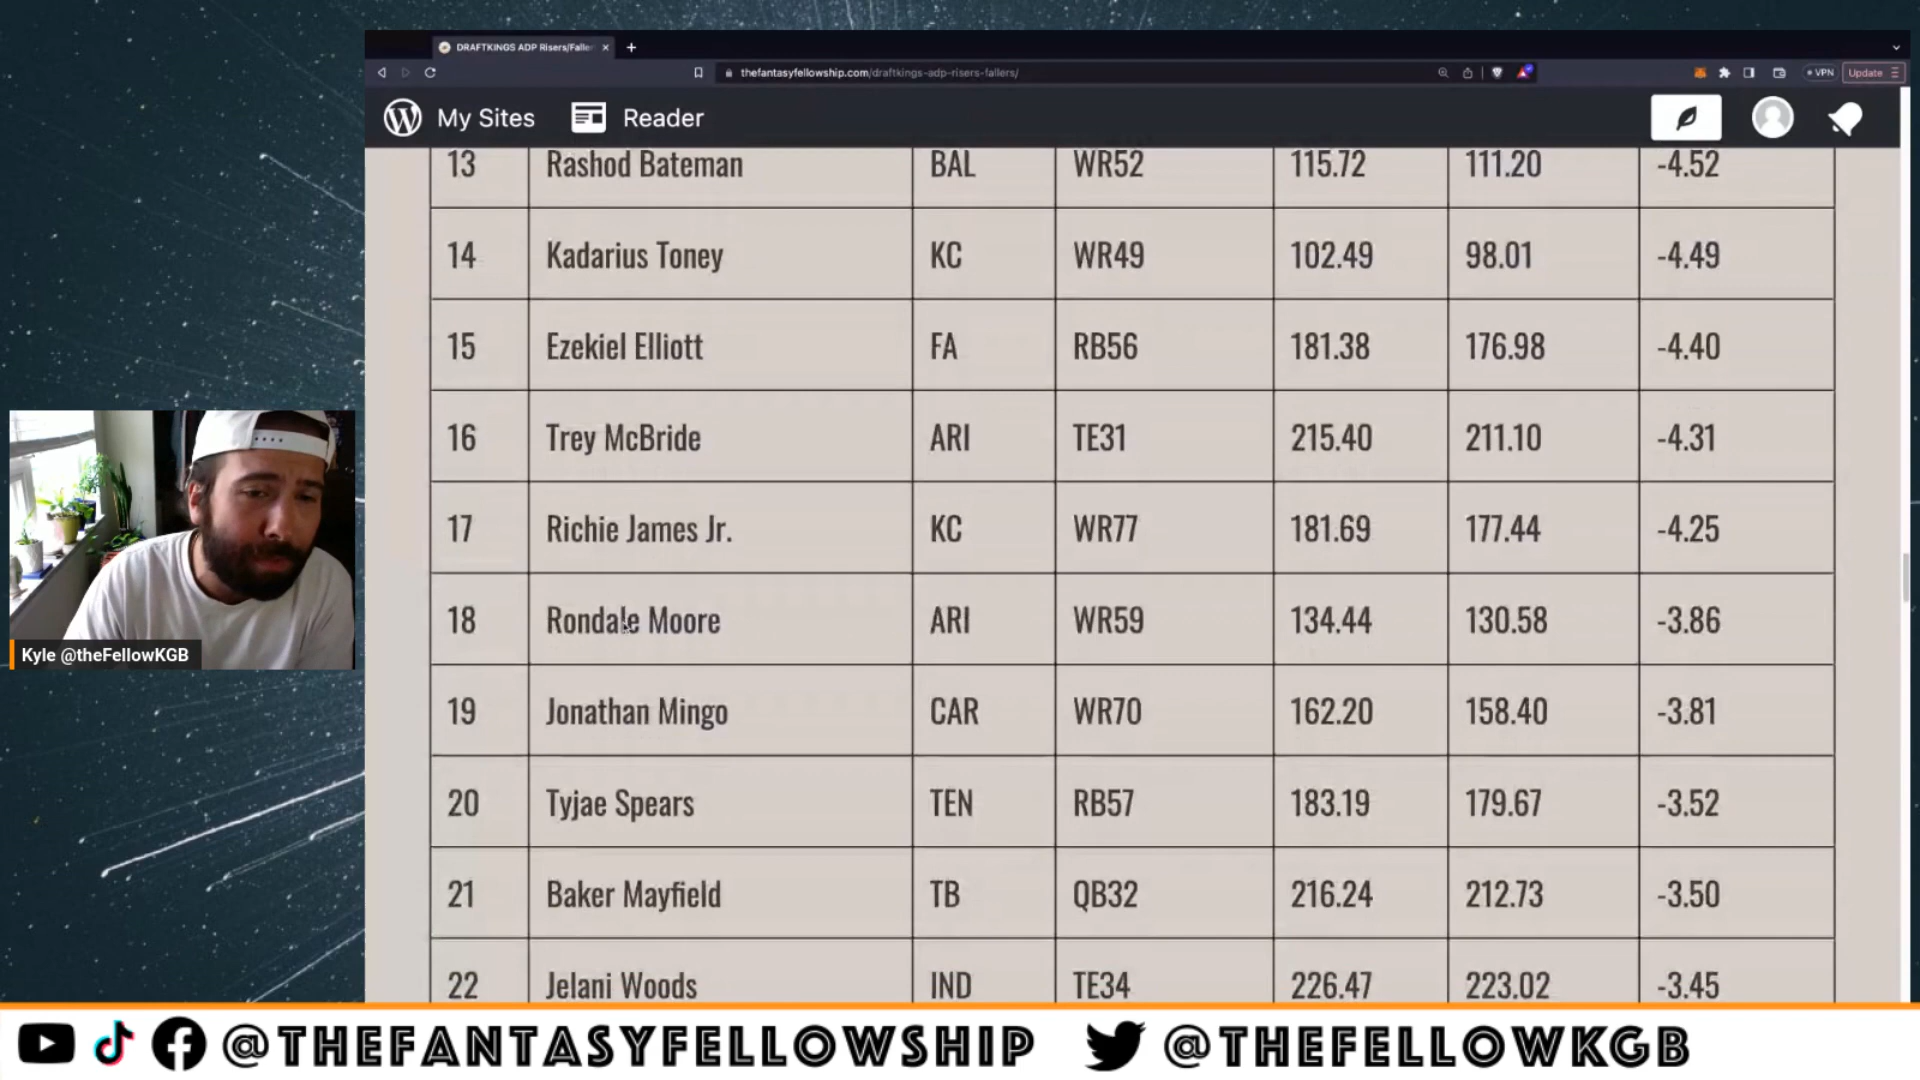 DRAFTKINGS ADP Risers/Faller
thefantasyfellowship.com/draftkings-adp-risers-fallers/
VPN
Update
My Sites
Reader
13 Rashod Bateman BAL WR52 115.72 111.20 -4.52
14 Kadarius Toney KC WR49 102.49 98.01 -4.49
15 Ezekiel Elliott FA RB56 181.38 176.98 -4.40
16 Trey McBride ARI TE31 215.40 211.10 -4.31
17 Richie James Jr. KC WR77 181.69 177.44 -4.25
18 Rondale Moore ARI WR59 134.44 130.58 -3.86
19 Jonathan Mingo CAR WR70 162.20 158.40 -3.81
20 Tyjae Spears TEN RB57 183.19 179.67 -3.52
21 Baker Mayfield TB QB32 216.24 212.73 -3.50
22 Jelani Woods IND TE34 226.47 223.02 -3.45
Kyle @theFellowKGB
@THEFANTASYFELLOWSHIP @THEFELLOWKGB